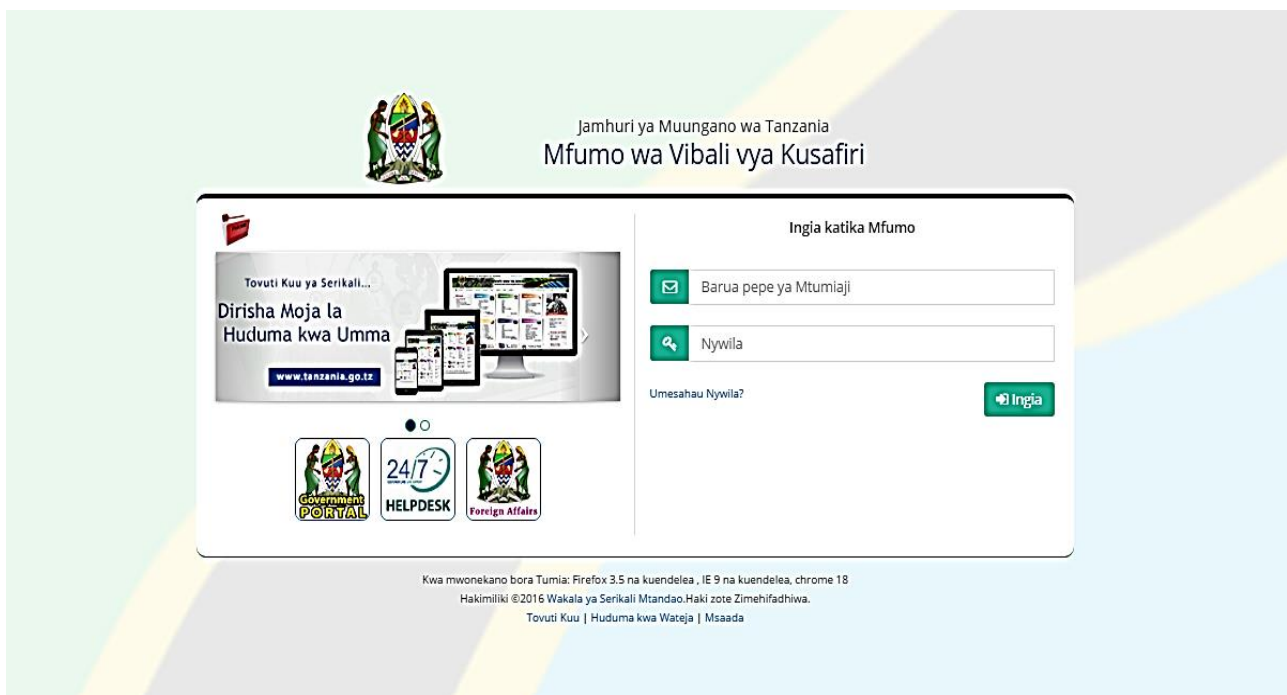 Jamhuri ya Muungano wa Tanzania
Mfumo wa Vibali vya Kusafiri
Tovuti Kuu ya Serikali...
Dirisha Moja la
Huduma kwa Umma
www.tanzania.go.tz
Government
PORTAL
24/7
HELPDESK
Foreign Affairs
Ingia katika Mfumo
Barua pepe ya Mtumiaji
Nywila
Umesahau Nywila?
Ingia
Kwa mwonekano bora Tumia: Firefox 3.5 na kuendelea , IE 9 na kuendelea, chrome 18
Hakimiliki ©2016 Wakala ya Serikali Mtandao.Haki zote Zimehifadhiwa.
Tovuti Kuu | Huduma kwa Wateja | Msaada